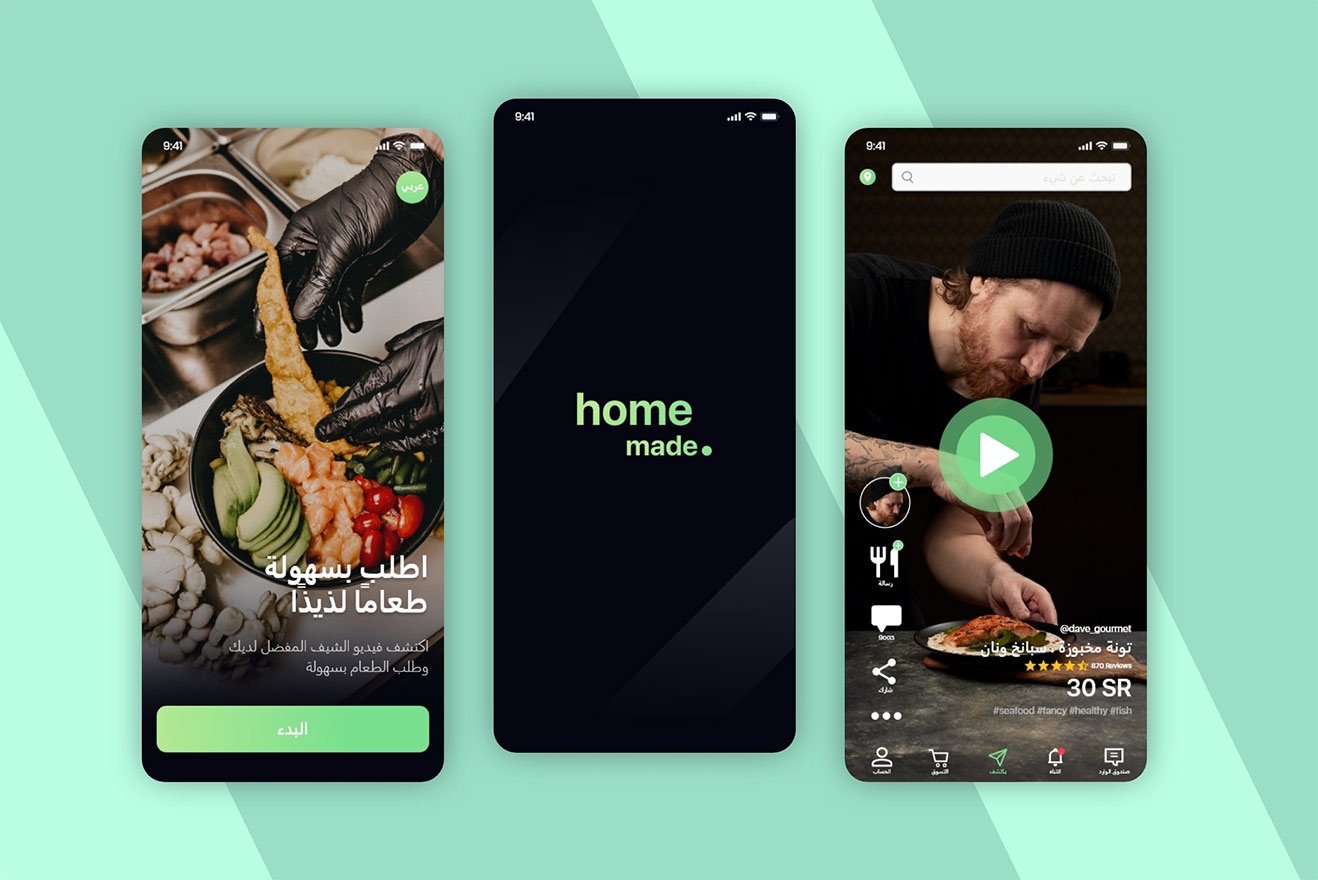 9:41
عربي
اطلب بسهولة
طعاماً لذيذاً
اكتشف فيديو الشيف المفضل لديك
وطلب الطعام بسهولة
البدء
9:41
home
made.
9:41
تبحث عن شيء
رسالة
9003
شارك
@dave_gourmet
تونة مخبوزة ، سبانخ ونان
870 Reviews
30 SR
#seafood #fancy #healthy #fish
الحساب
التسوق
يكتشف
انتباه
صندوق الوارد